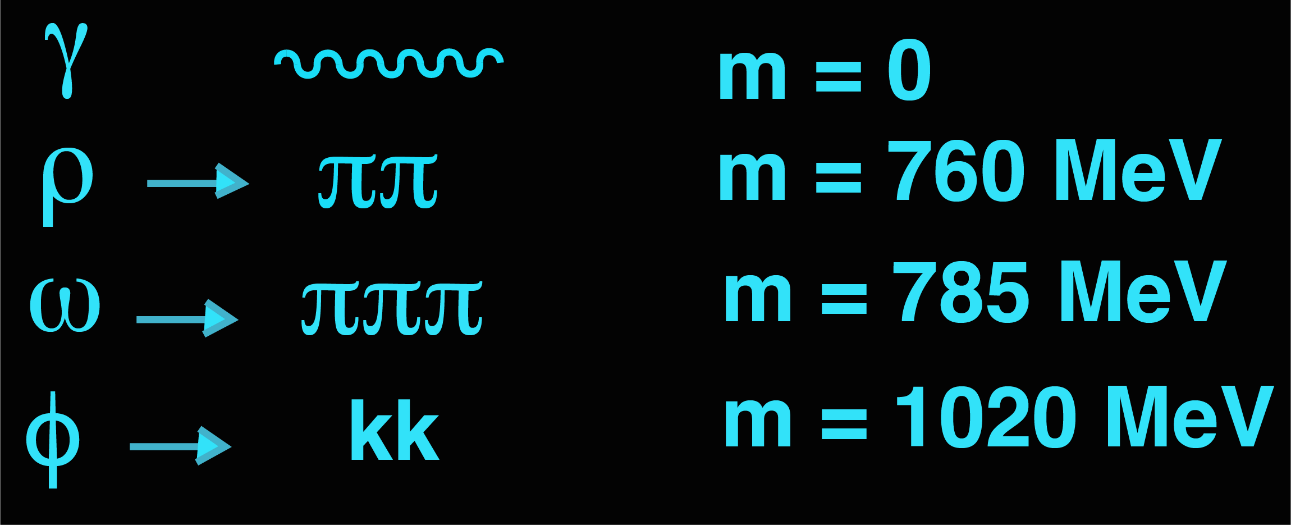 γ m = 0
ρ → ππ m = 760 MeV
ω → πππ m = 785 MeV
ϕ → kk m = 1020 MeV